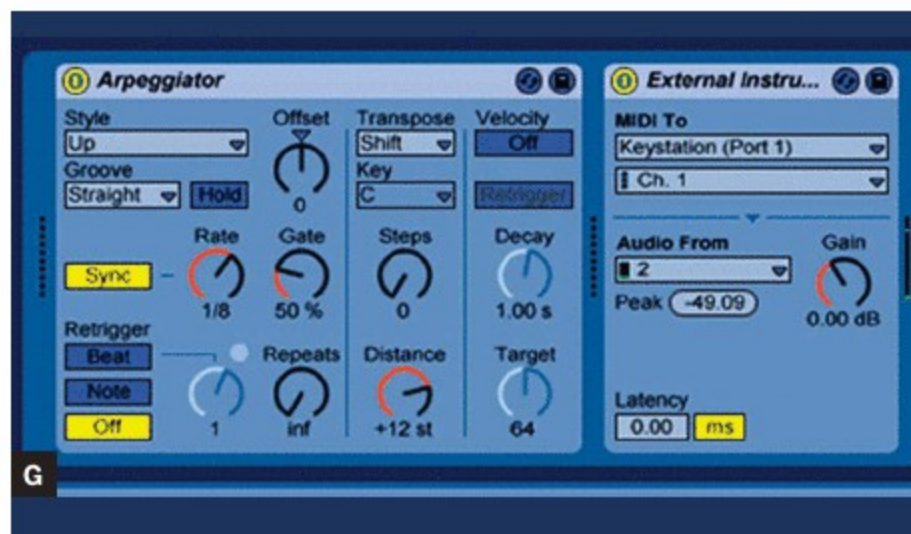 Arpeggiator
Style
Up
Groove
Straight
Hold
Offset
0
Sync
Rate
1/8
Gate
50 %
Retrigger
Beat
Note
Off
1
Repeats
inf
Transpose
Shift
Key
C
Steps
0
Distance
+12 st
Velocity
Off
Retrigger
Decay
1.00 s
Target
64
External Instru...
MIDI To
Keystation (Port 1)
Ch. 1
Audio From
2
Peak -49.09
Gain
0.00 dB
Latency
0.00 ms
G